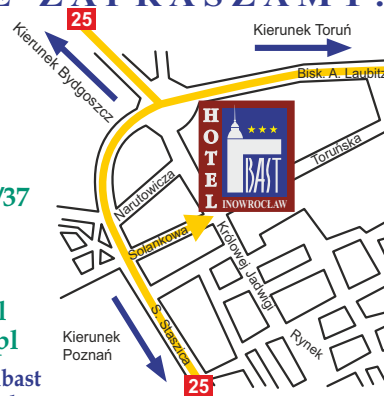 ZAPRASZAMY
25
Kierunek Toruń
Kierunek Bydgoszcz
Bisk. A. Laubitz
HOTEL
BAST
INOWROCŁAW
Toruńska
/37
Narutowicza
Solankowa
Królowej Jadwigi
S. Staszica
Rynek
Kierunek
Poznań
pl
bast
25